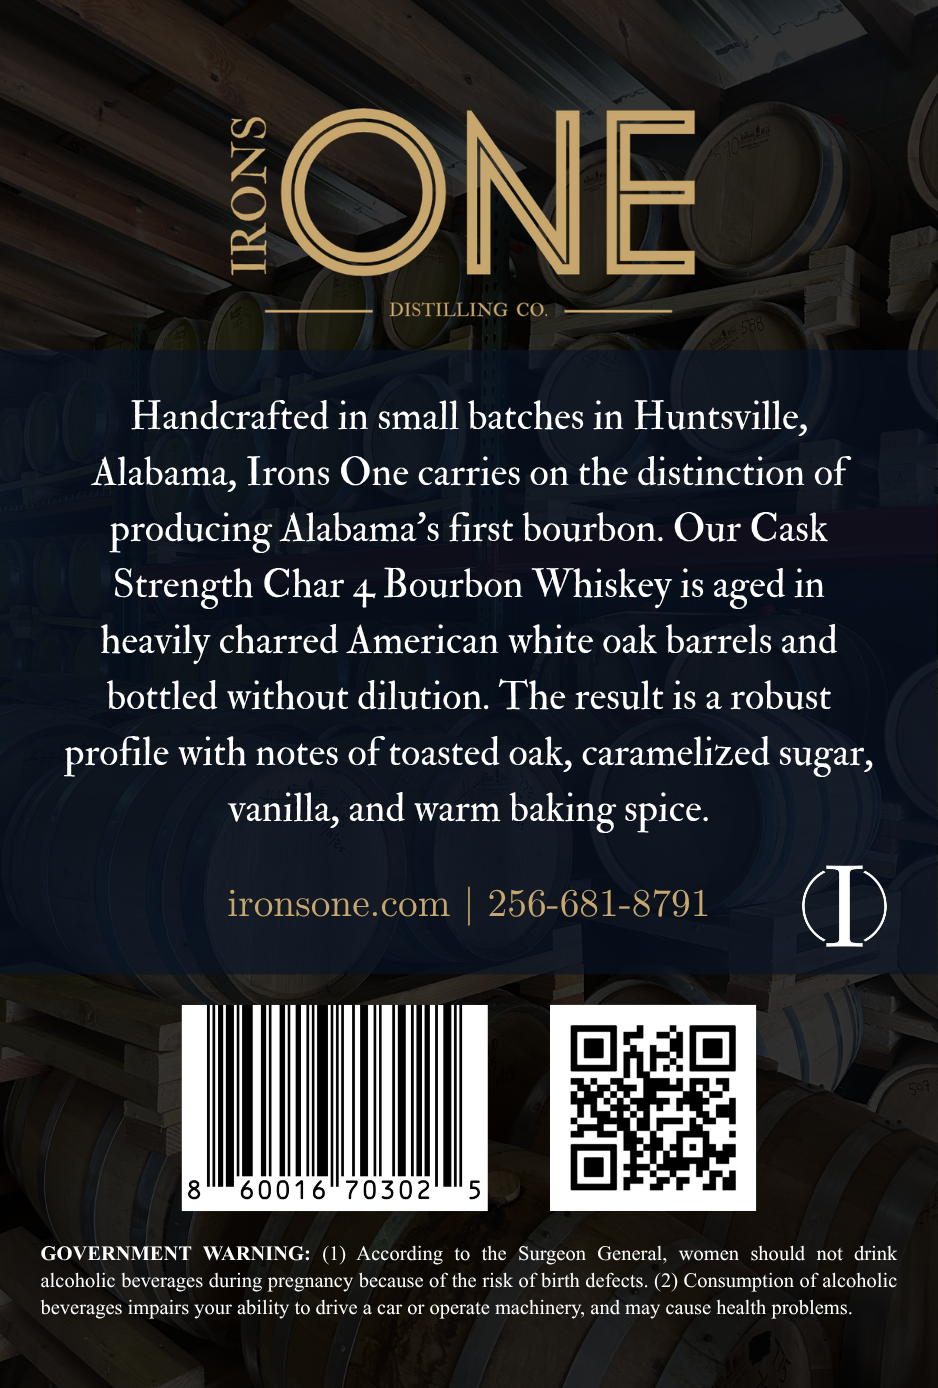 IRONS
ONE
DISTILLING CO.
Handcrafted in small batches in Huntsville,
Alabama, Irons One carries on the distinction of
producing Alabama's first bourbon. Our Cask
Strength Char 4 Bourbon Whiskey is aged in
heavily charred American white oak barrels and
bottled without dilution. The result is a robust
profile with notes of toasted oak, caramelized sugar,
vanilla, and warm baking spice.
ironsone.com | 256-681-8791
I
8 60016 70302 5
GOVERNMENT WARNING: (1) According to the Surgeon General, women should not drink
alcoholic beverages during pregnancy because of the risk of birth defects. (2) Consumption of alcoholic
beverages impairs your ability to drive a car or operate machinery, and may cause health problems.